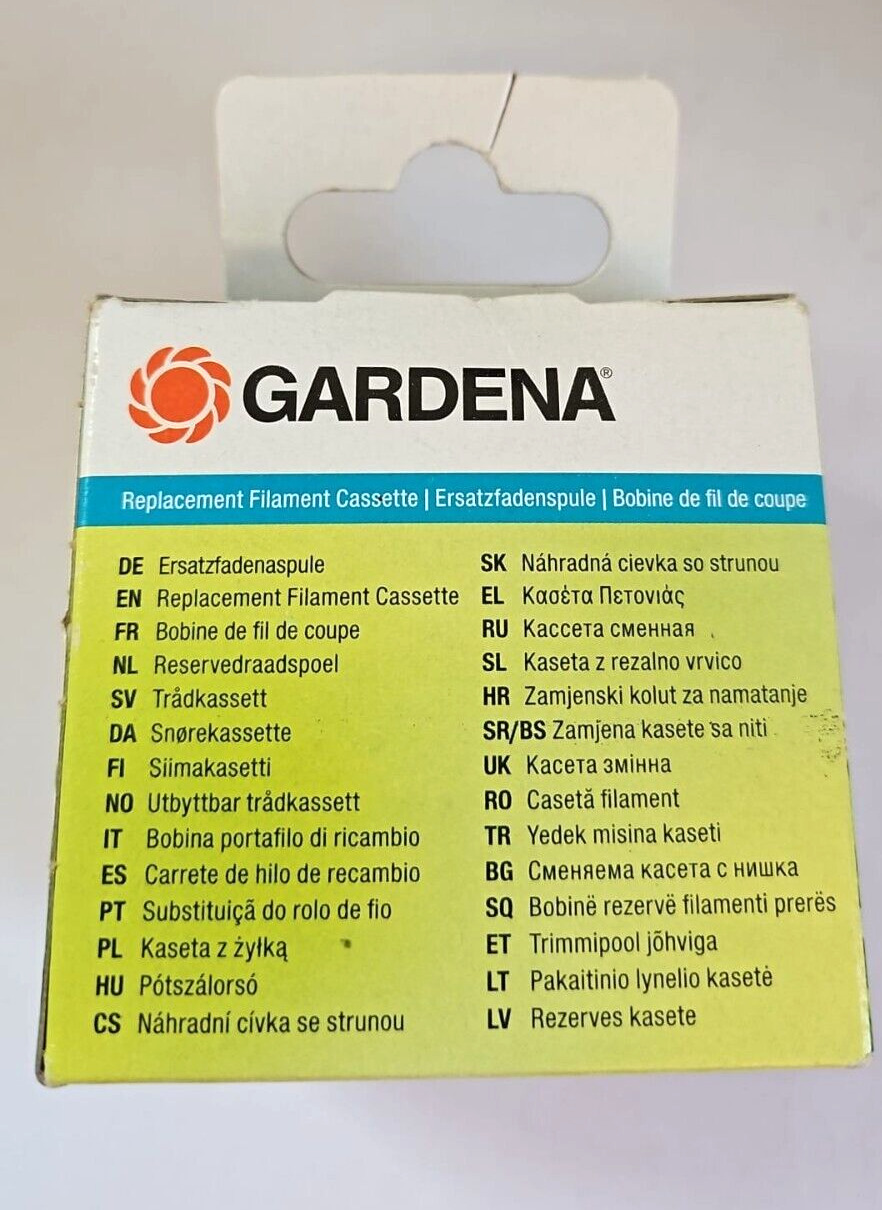 GARDENA®
Replacement Filament Cassette | Ersatzfadenspule | Bobine de fil de coupe
DE Ersatzfadenaspule
EN Replacement Filament Cassette
FR Bobine de fil de coupe
NL Reservedraadspoel
SV Trådkassett
DA Snørekassette
FI Siimakasetti
NO Utbyttbar trådkassett
IT Bobina portafilo di ricambio
ES Carrete de hilo de recambio
PT Substituiçã do rolo de fio
PL Kaseta z żyłką
HU Pótszálorsó
CS Náhradní cívka se strunou
SK Náhradná cievka so strunou
EL Κασέτα Πετονιάς
RU Кассета сменная
SL Kaseta z rezalno vrvico
HR Zamjenski kolut za namatanje
SR/BS Zamjena kasete sa niti
UK Касета змінна
RO Casetă filament
TR Yedek misina kaseti
BG Сменяема касета с нишка
SQ Bobinë rezervë filamenti prerës
ET Trimmipool jõhviga
LT Pakaitinio lynelio kasetė
LV Rezerves kasete